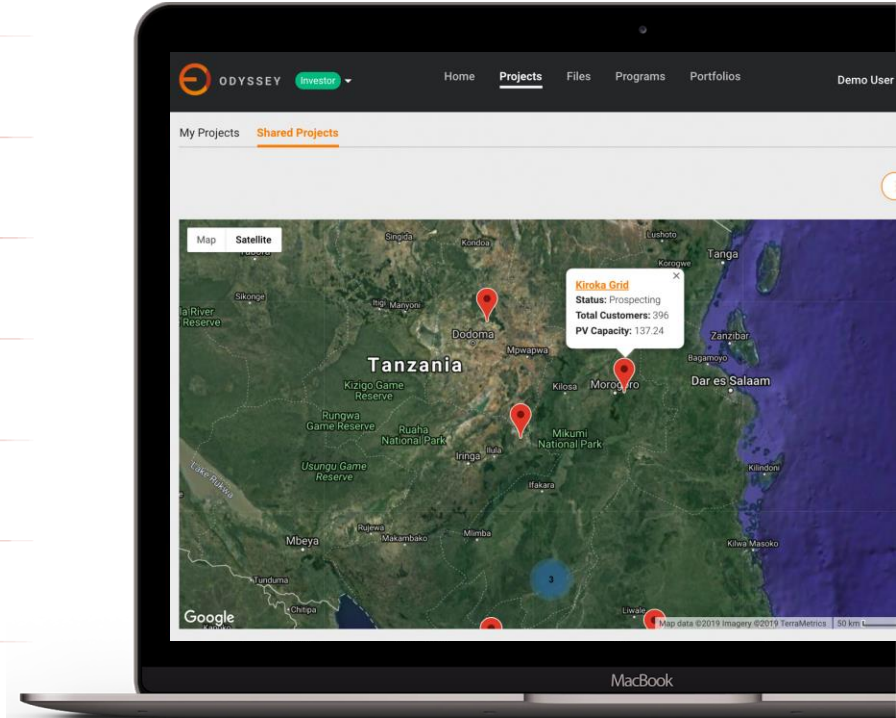 ODYSSEY Investor Home Projects Files Programs Portfolios Demo User
My Projects Shared Projects
Map Satellite
Singida
Kondoa
Lushoto
Korogwe
Tanga
Kiroka Grid
Status: Prospecting
Total Customers: 396
PV Capacity: 137.24
Sikonge
Itigi
Manyoni
Reserve
Dodoma
Mpwapwa
Zanzibar
Bagamoyo
Tanzania
Kilosa
Morogoro
Dar es Salaam
Kizigo Game
Reserve
Rungwa
Game Reserve
Ruaha
National Park
Mikumi
National Park
Iringa
Ilula
Usungu Game
Reserve
Lake Rukwa
Kilindoni
Ifakara
Rujewa
Mbeya
Makambako
Mlimba
Kilwa Masoko
Tunduma
3
Chitipa
Liwale
Google
Map data ©2019 Imagery ©2019 TerraMetrics 50 km
MacBook